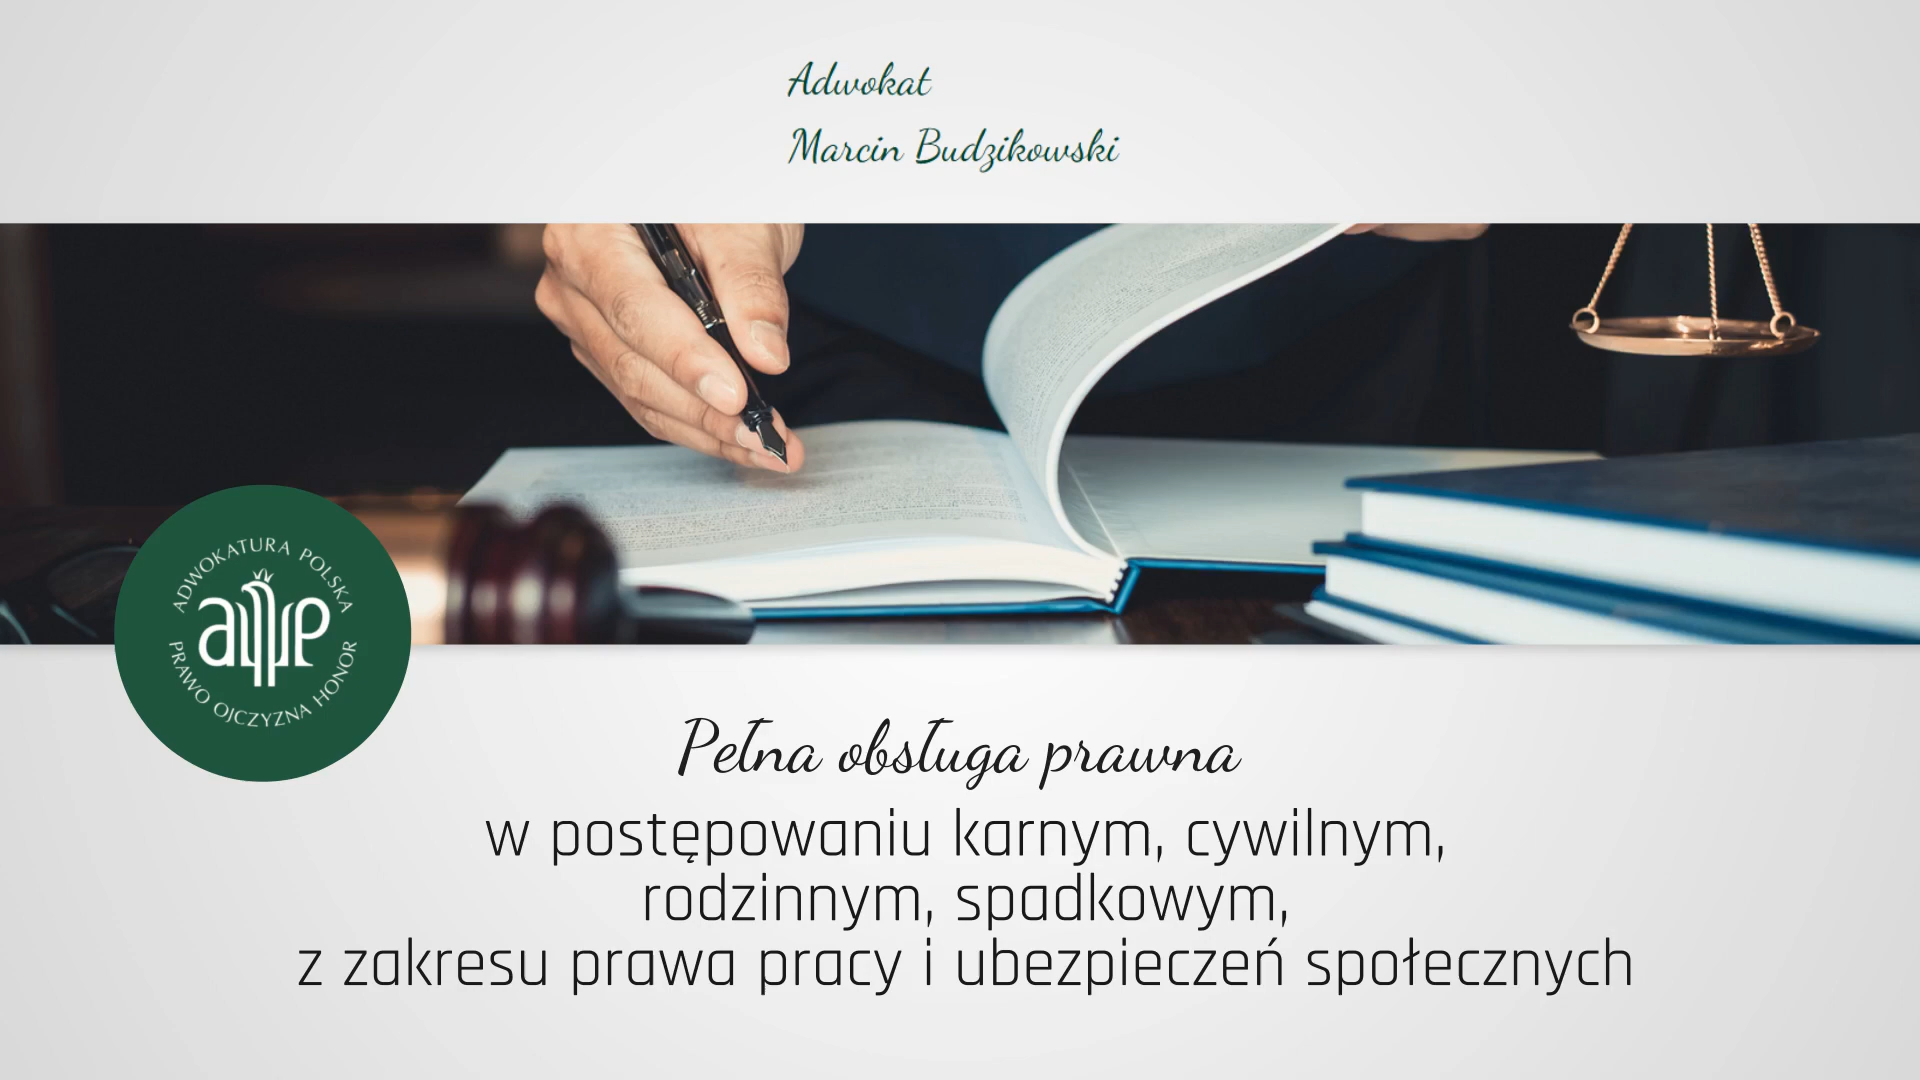 Adwokat
Marcin Budzikowski
ADWOKATURA POLSKA
PRAWO OJCZYZNA HONOR
Pełna obsługa prawna
w postępowaniu karnym, cywilnym,
rodzinnym, spadkowym,
z zakresu prawa pracy i ubezpieczeń społecznych